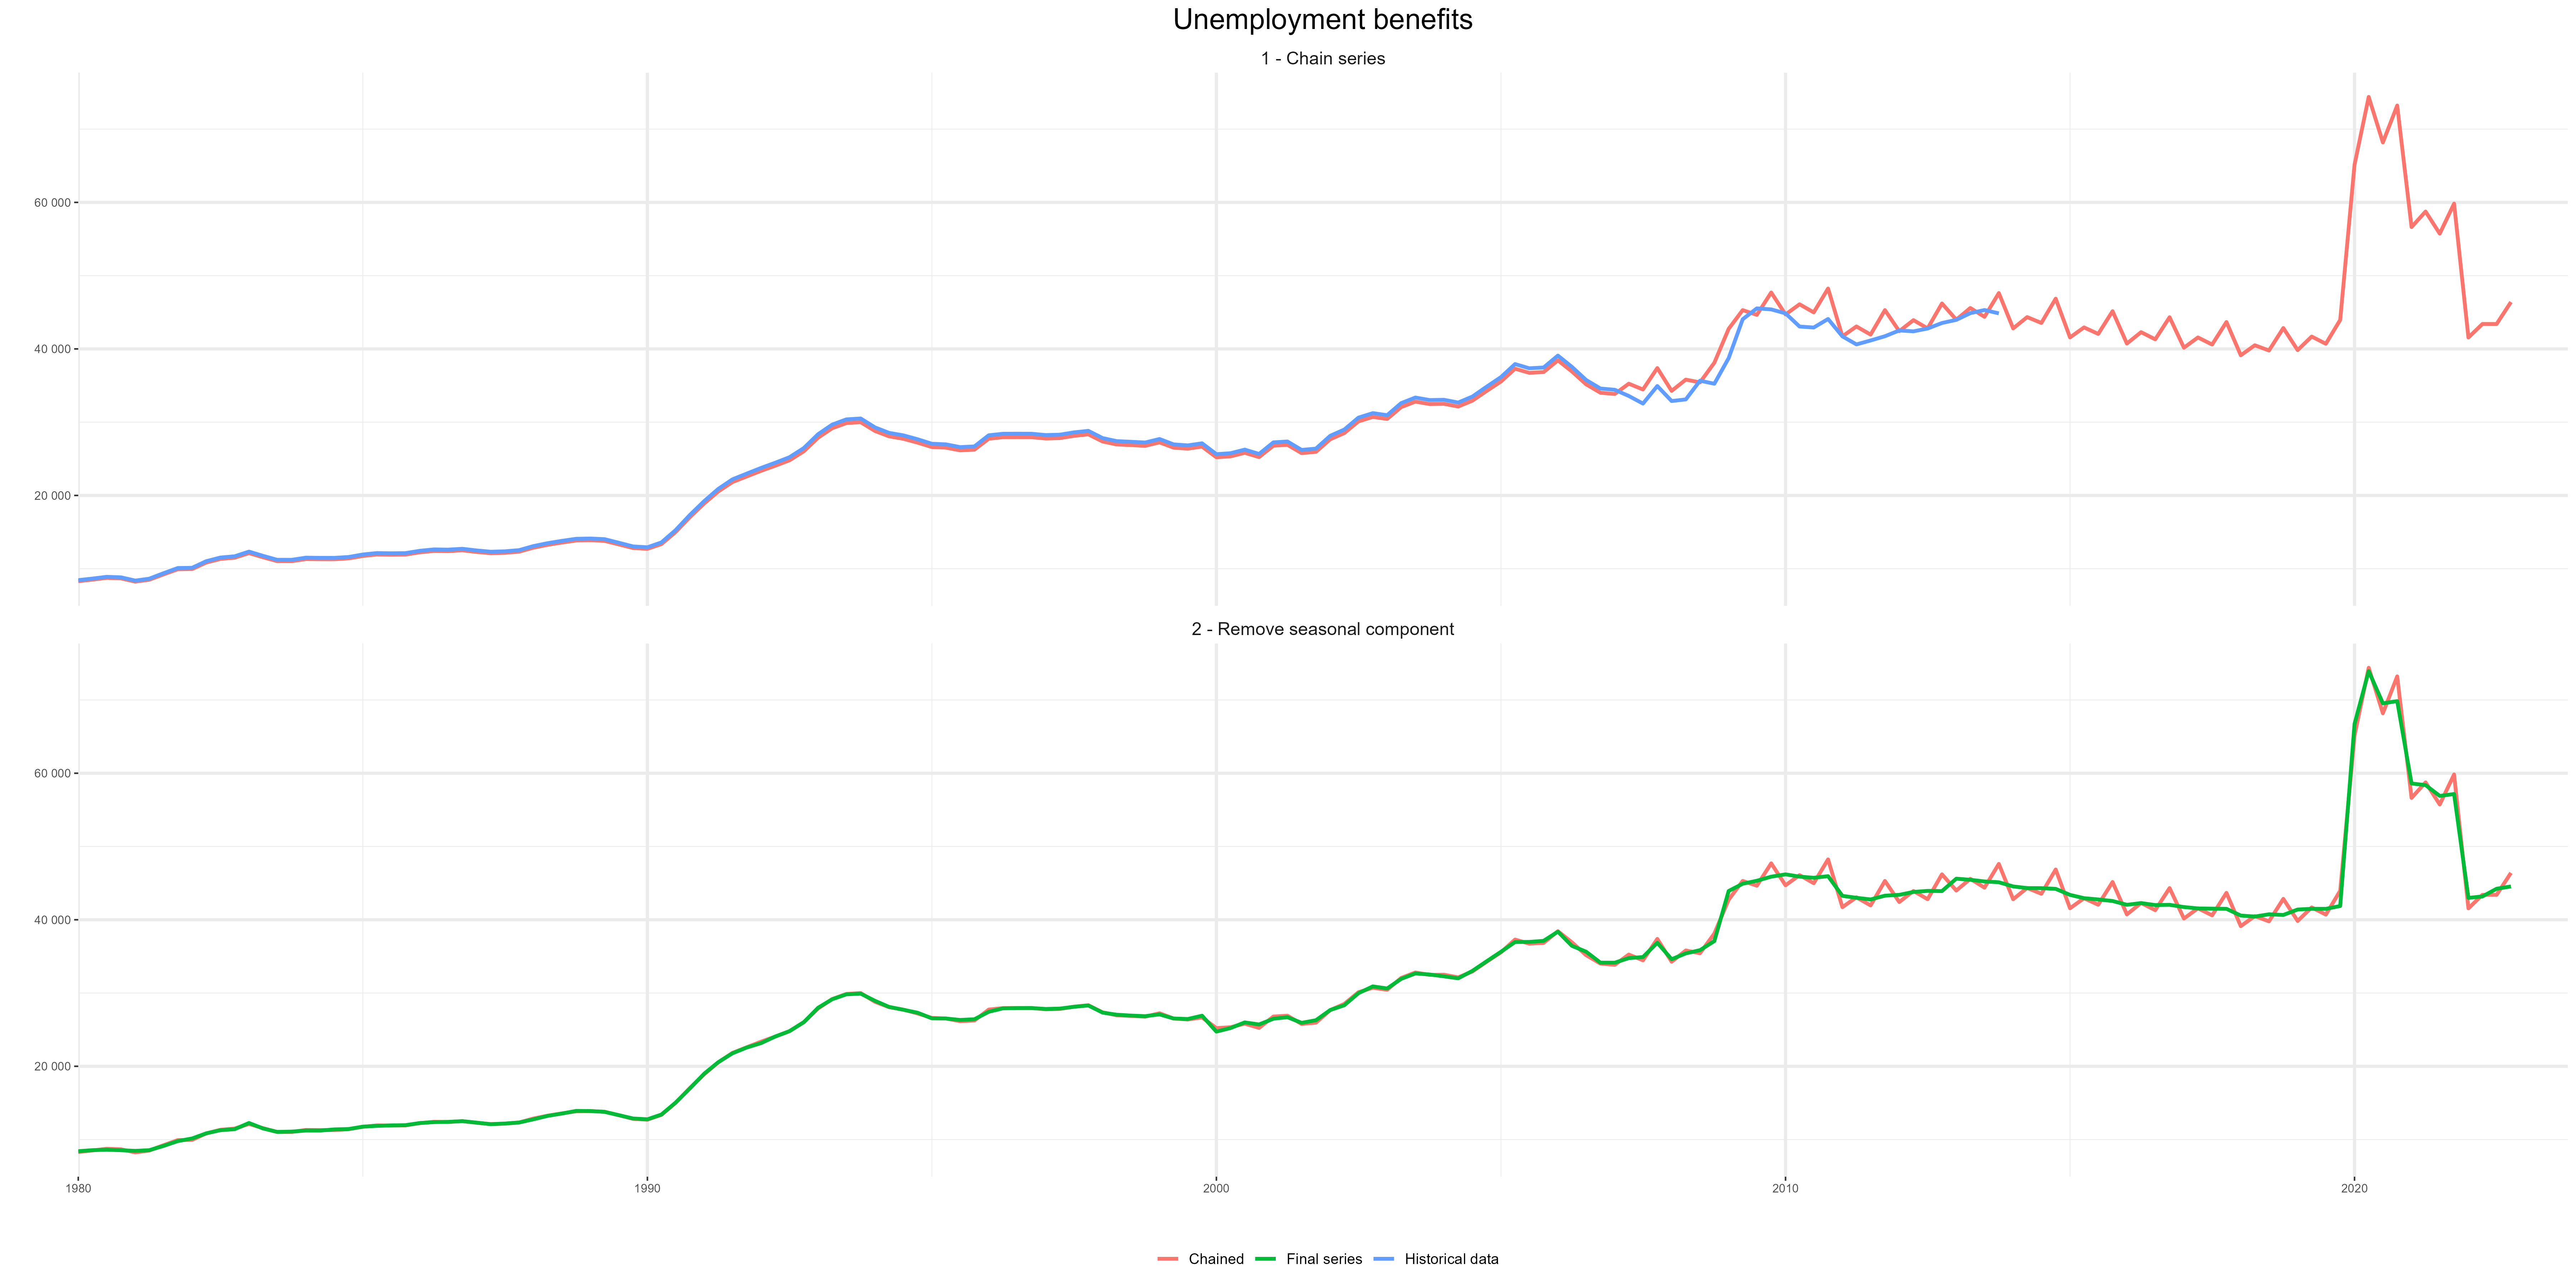 Unemployment benefits
1 - Chain series
60 000
40 000
20 000
2 - Remove seasonal component
60 000
40 000
20 000
1980 1990 2000 2010 2020
Chained Final series Historical data